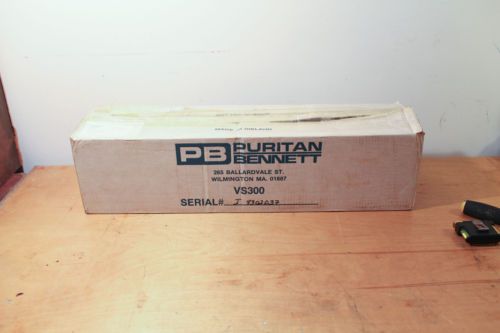 PB PURITAN
BENNETT
265 BALLARDVALE ST.
WILMINGTON MA. 01887
VS300
SERIAL#